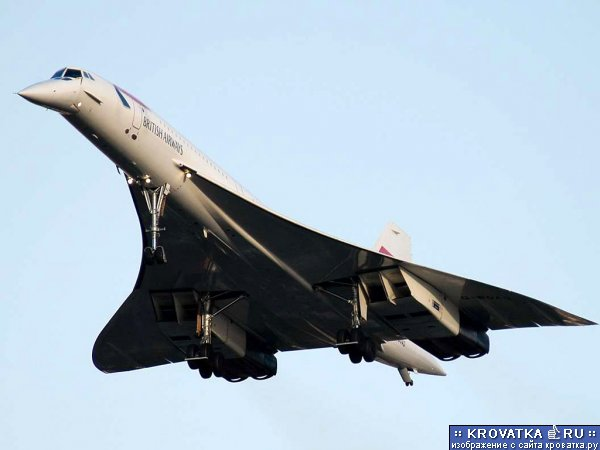 BRITISH AIRWAYS
:: KROVATKA RU ::
изображение с сайта кроватка.ру